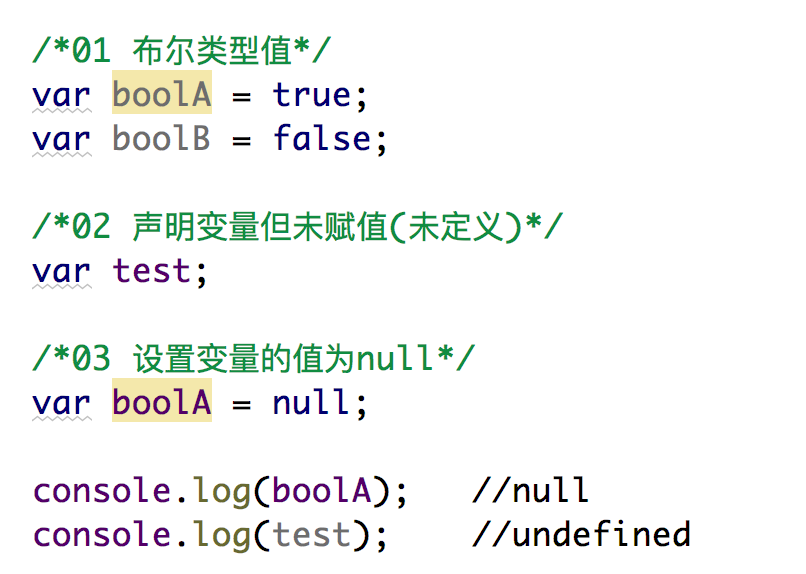 /*01 布尔类型值*/
var boolA = true;
var boolB = false;
/*02 声明变量但未赋值(未定义)*/
var test;
/*03 设置变量的值为null*/
var boolA = null;
console.log(boolA);   //null
console.log(test);    //undefined